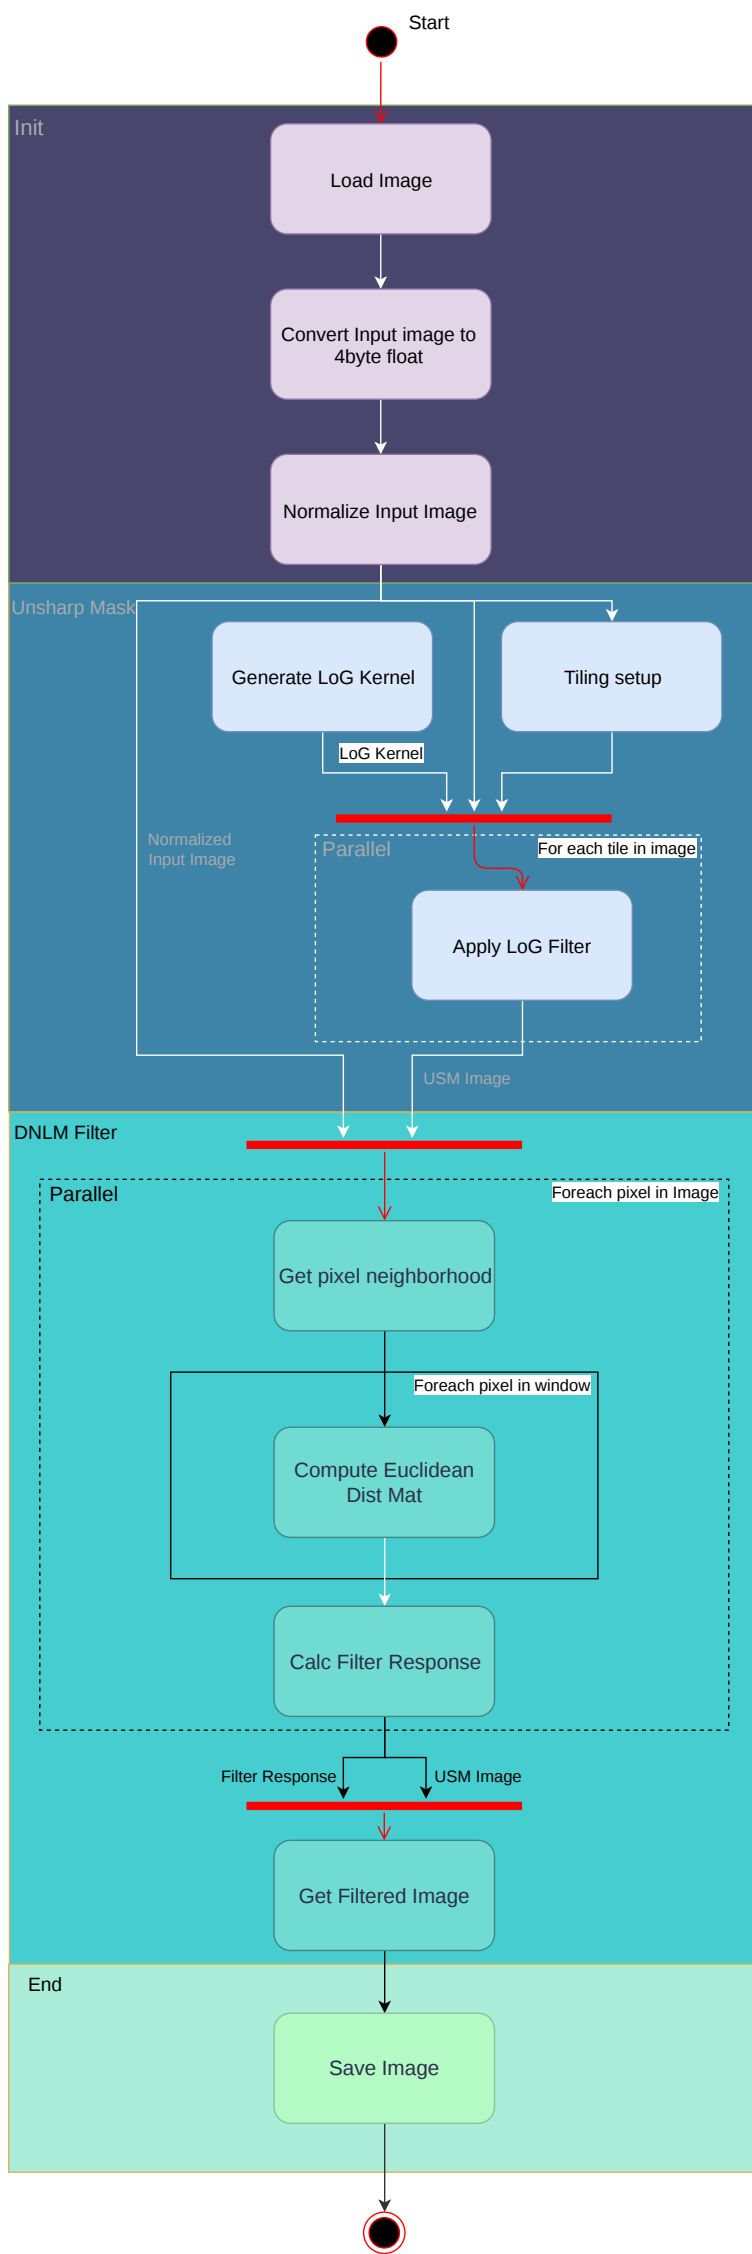 Start
Init
Load Image
Convert Input image to
4byte float
Normalize Input Image
Unsharp Mask
Generate LoG Kernel
Tiling setup
LoG Kernel
Normalized
Input Image
Parallel
For each tile in image
Apply LoG Filter
USM Image
DNLM Filter
Parallel
Foreach pixel in Image
Get pixel neighborhood
Foreach pixel in window
Compute Euclidean
Dist Mat
Calc Filter Response
Filter Response
USM Image
Get Filtered Image
End
Save Image